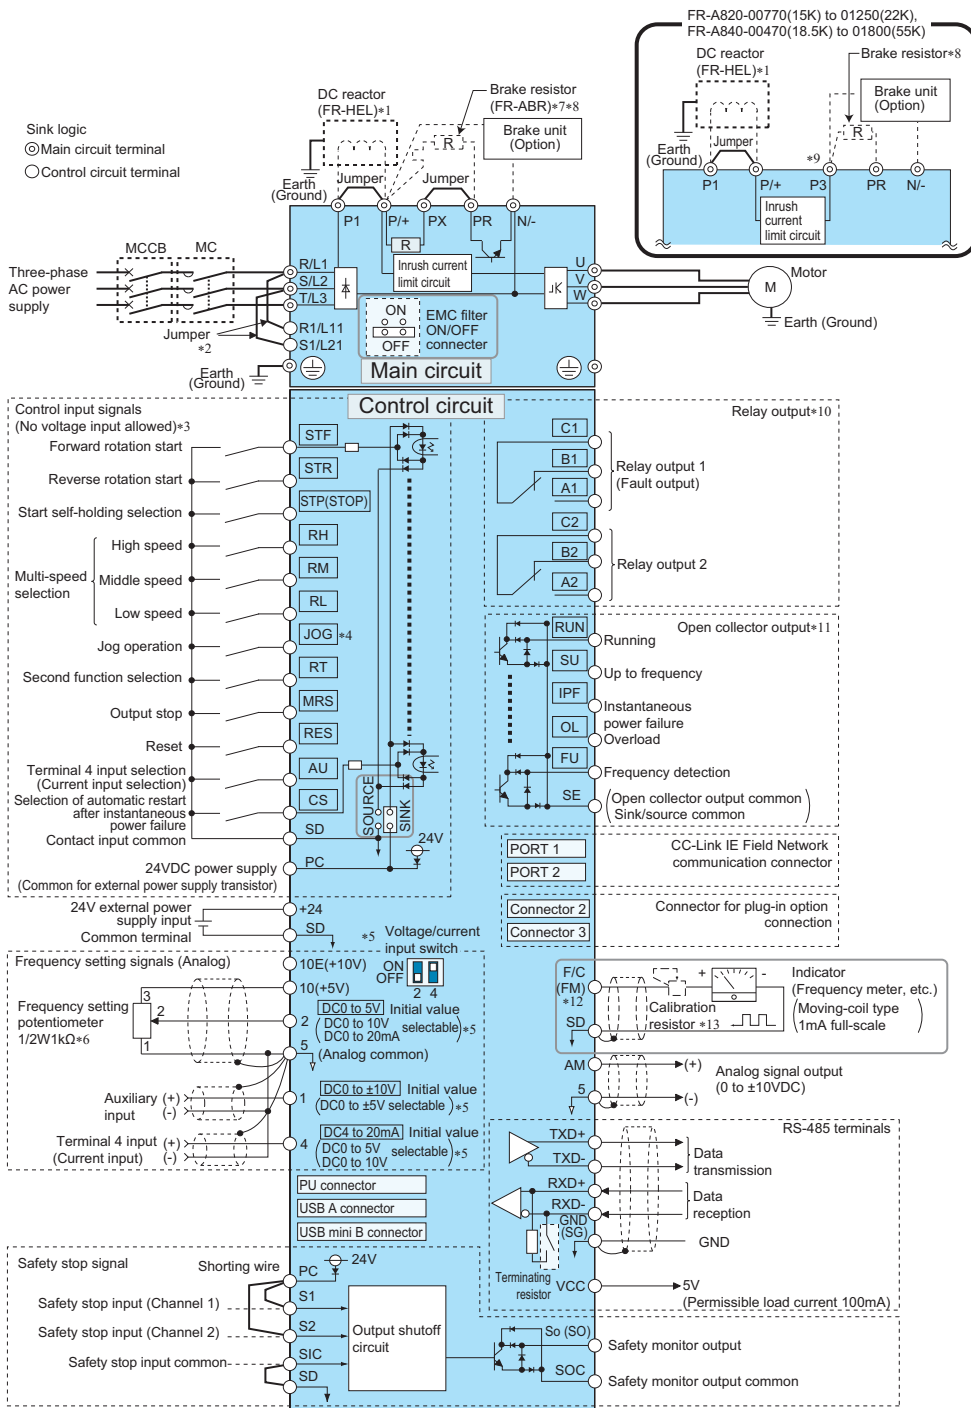 FR-A820-00770(15K) to 01250(22K),
FR-A840-00470(18.5K) to 01800(55K)
DC reactor
(FR-HEL)*1
Brake resistor*8
Brake unit
(Option)
R
Earth
(Ground)
Jumper
*9
P1
P/+
P3
PR
N/-
Inrush
current
limit circuit
Sink logic
Main circuit terminal
Control circuit terminal
DC reactor
(FR-HEL)*1
Brake resistor
(FR-ABR)*7*8
Brake unit
(Option)
R
Earth
(Ground)
Jumper
Jumper
P1
P/+
PX
PR
N/-
R
Inrush current
limit circuit
MCCB
MC
Three-phase
AC power
supply
R/L1
S/L2
T/L3
R1/L11
S1/L21
Jumper
*2
Earth
(Ground)
ON
OFF
EMC filter
ON/OFF
connecter
Main circuit
U
V
W
Motor
M
Earth (Ground)
Control circuit
Control input signals
(No voltage input allowed)*3
Forward rotation start
STF
Reverse rotation start
STR
Start self-holding selection
STP(STOP)
Multi-speed
selection
High speed
RH
Middle speed
RM
Low speed
RL
Jog operation
JOG
*4
Second function selection
RT
Output stop
MRS
Reset
RES
Terminal 4 input selection
(Current input selection)
AU
Selection of automatic restart
after instantaneous
power failure
CS
Contact input common
SD
SOURCE
SINK
24V
24VDC power supply
(Common for external power supply transistor)
PC
Relay output*10
C1
B1
A1
Relay output 1
(Fault output)
C2
B2
A2
Relay output 2
Open collector output*11
RUN
Running
SU
Up to frequency
IPF
Instantaneous
power failure
OL
Overload
FU
Frequency detection
SE
Open collector output common
Sink/source common
PORT 1
PORT 2
CC-Link IE Field Network
communication connector
Connector 2
Connector 3
Connector for plug-in option
connection
24V external power
supply input
Common terminal
+24
SD
*5
Voltage/current
input switch
ON
OFF
2 4
Frequency setting signals (Analog)
10E(+10V)
10(+5V)
Frequency setting
potentiometer
1/2W1kΩ*6
3
2
1
2
DC0 to 5V Initial value
DC0 to 10V
DC0 to 20mA
selectable
*5
5
(Analog common)
Auxiliary
input
(+)
(-)
1
DC0 to ±10V Initial value
(DC0 to ±5V selectable)*5
Terminal 4 input
(Current input)
(+)
(-)
4
DC4 to 20mA Initial value
DC0 to 5V
DC0 to 10V
selectable
*5
F/C
(FM)
*12
SD
Calibration
resistor *13
+
-
Indicator
(Frequency meter, etc.)
(Moving-coil type
1mA full-scale)
AM
(+)
5
(-)
Analog signal output
(0 to ±10VDC)
RS-485 terminals
TXD+
TXD-
Data
transmission
RXD+
RXD-
Data
reception
GND
(SG)
GND
Terminating
resistor
VCC
5V
(Permissible load current 100mA)
PU connector
USB A connector
USB mini B connector
Safety stop signal
Shorting wire
PC
24V
Safety stop input (Channel 1)
S1
Safety stop input (Channel 2)
S2
Safety stop input common
SIC
SD
Output shutoff
circuit
So (SO)
Safety monitor output
SOC
Safety monitor output common